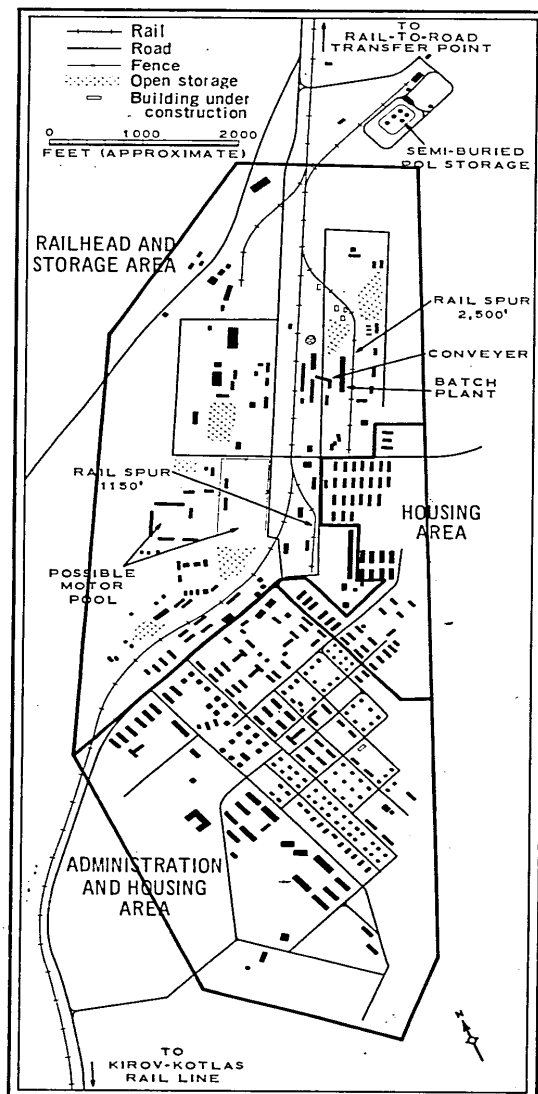 Rail
Road
Fence
Open storage
Building under
construction
0 1000 2000
FEET (APPROXIMATE)
TO
RAIL-TO-ROAD
TRANSFER POINT
SEMI-BURIED
POL STORAGE
RAILHEAD AND
STORAGE AREA
RAIL SPUR
2,500'
CONVEYER
BATCH
PLANT
RAIL SPUR
1150'
HOUSING
AREA
POSSIBLE
MOTOR
POOL
ADMINISTRATION
AND HOUSING
AREA
N
TO
KIROV-KOTLAS
RAIL LINE